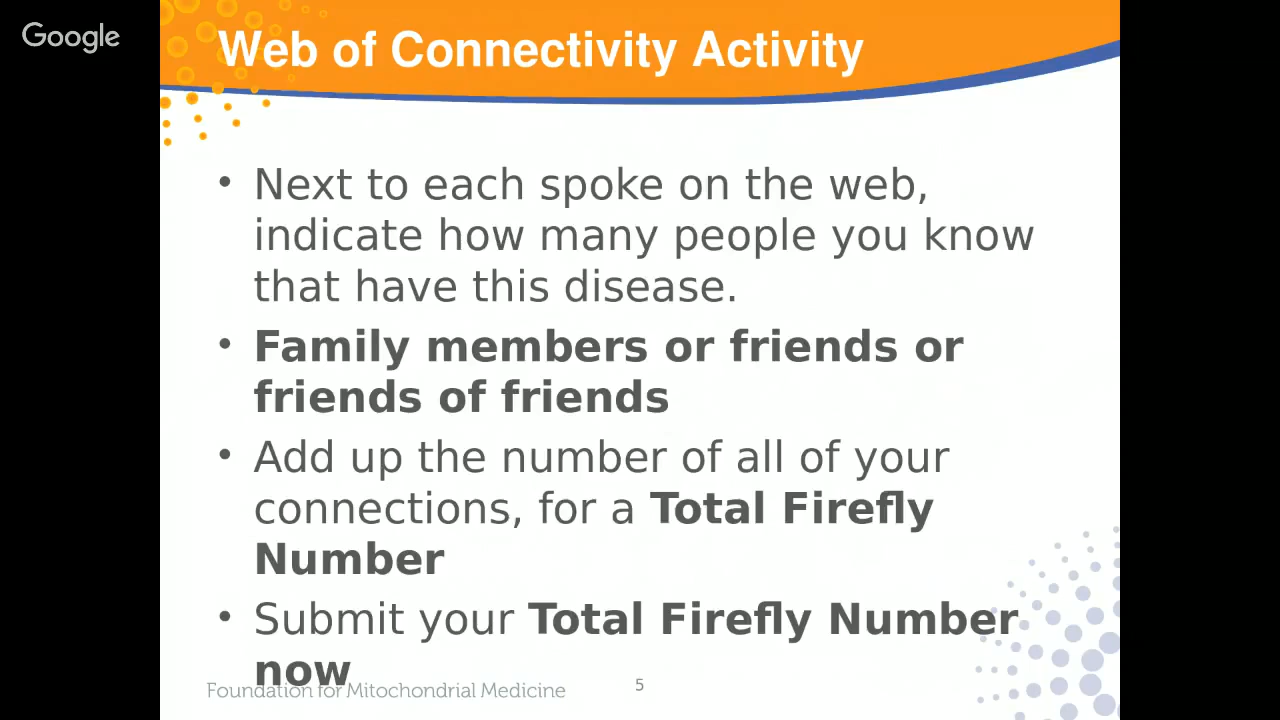 Google
Web of Connectivity Activity
• Next to each spoke on the web,
indicate how many people you know
that have this disease.
• Family members or friends or
friends of friends
• Add up the number of all of your
connections, for a Total Firefly
Number
• Submit your Total Firefly Number
now
Foundation for Mitochondrial Medicine
5